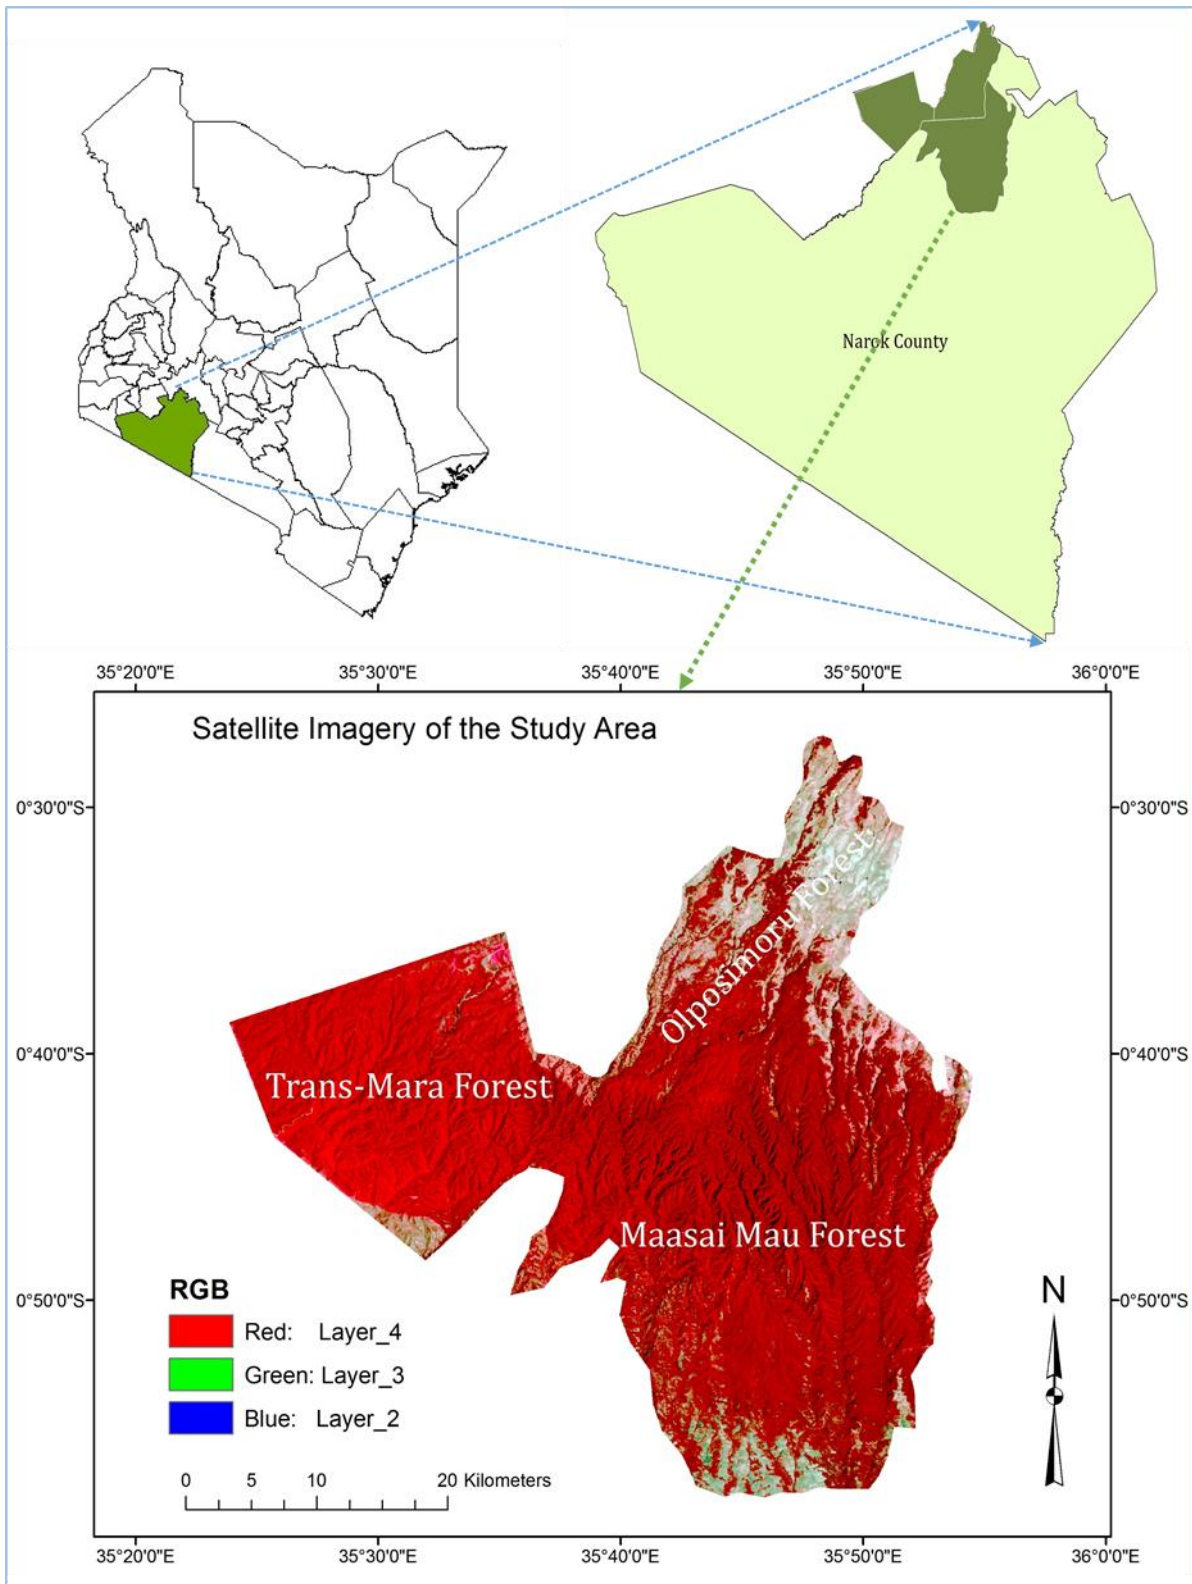 Narok County
35°20'0"E 35°30'0"E 35°40'0"E 35°50'0"E 36°0'0"E
Satellite Imagery of the Study Area
0°30'0"S 0°30'0"S
Olposimoru Forest
0°40'0"S 0°40'0"S
Trans-Mara Forest
Maasai Mau Forest
0°50'0"S 0°50'0"S
RGB
Red: Layer_4
Green: Layer_3
Blue: Layer_2
N
0 5 10 20 Kilometers
35°20'0"E 35°30'0"E 35°40'0"E 35°50'0"E 36°0'0"E